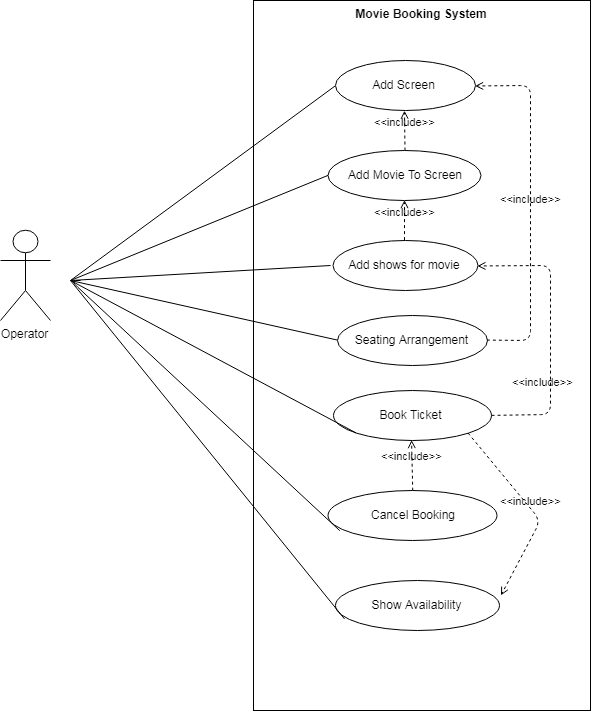 Movie Booking System
Add Screen
<<include>>
Add Movie To Screen
<<include>>
<<include>>
Add shows for movie
Operator
Seating Arrangement
<<include>>
Book Ticket
<<include>>
<<include>>
Cancel Booking
Show Availability